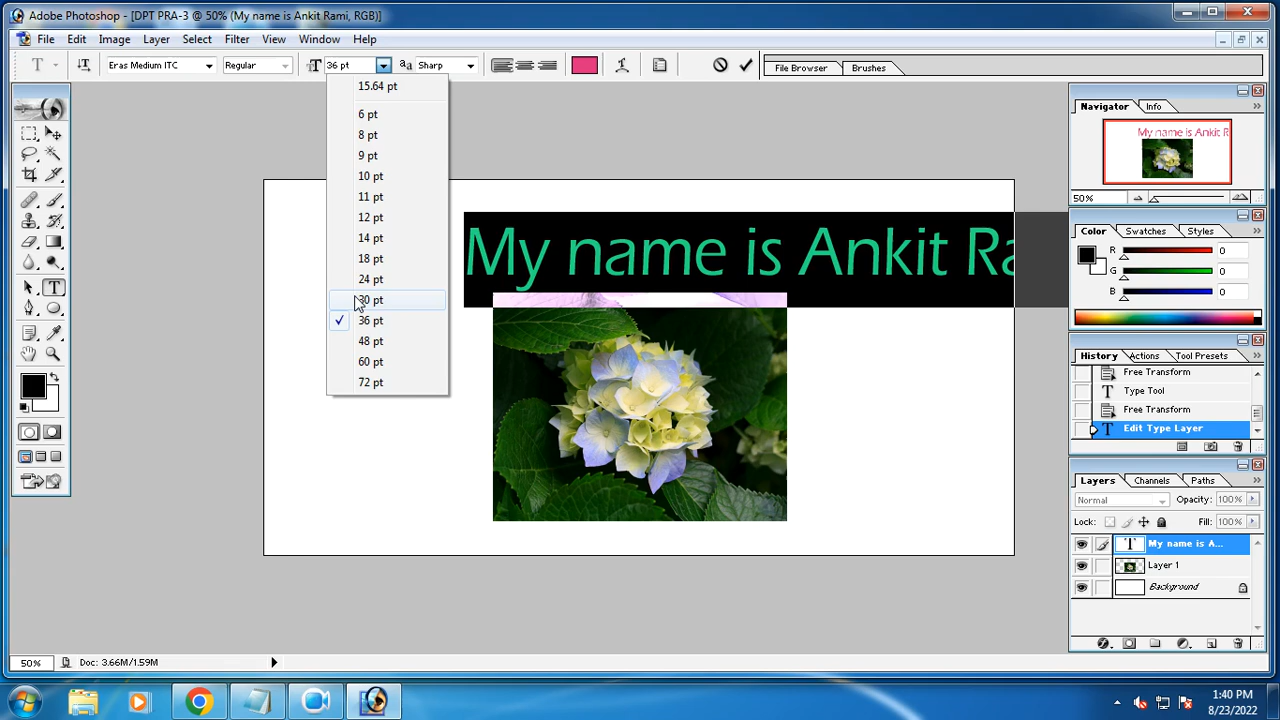 Adobe Photoshop - [DPT PRA-3 @ 50% (My name is Ankit Rami, RGB)]
File Edit Image Layer Select Filter View Window Help
T Eras Medium ITC Regular T 36 pt aa Sharp File Browser Brushes
15.64 pt
6 pt
8 pt
9 pt
10 pt
11 pt
12 pt
14 pt
18 pt
24 pt
30 pt
36 pt
48 pt
60 pt
72 pt
My name is Ankit Ra
Navigator Info
My name is Ankit R
50%
Color Swatches Styles
R 0
G 0
B 0
History Actions Tool Presets
Free Transform
Type Tool
Free Transform
Edit Type Layer
Layers Channels Paths
Normal Opacity: 100%
Lock: Fill: 100%
T My name is A...
Layer 1
Background
50% Doc: 3.66M/1.59M
1:40 PM
8/23/2022